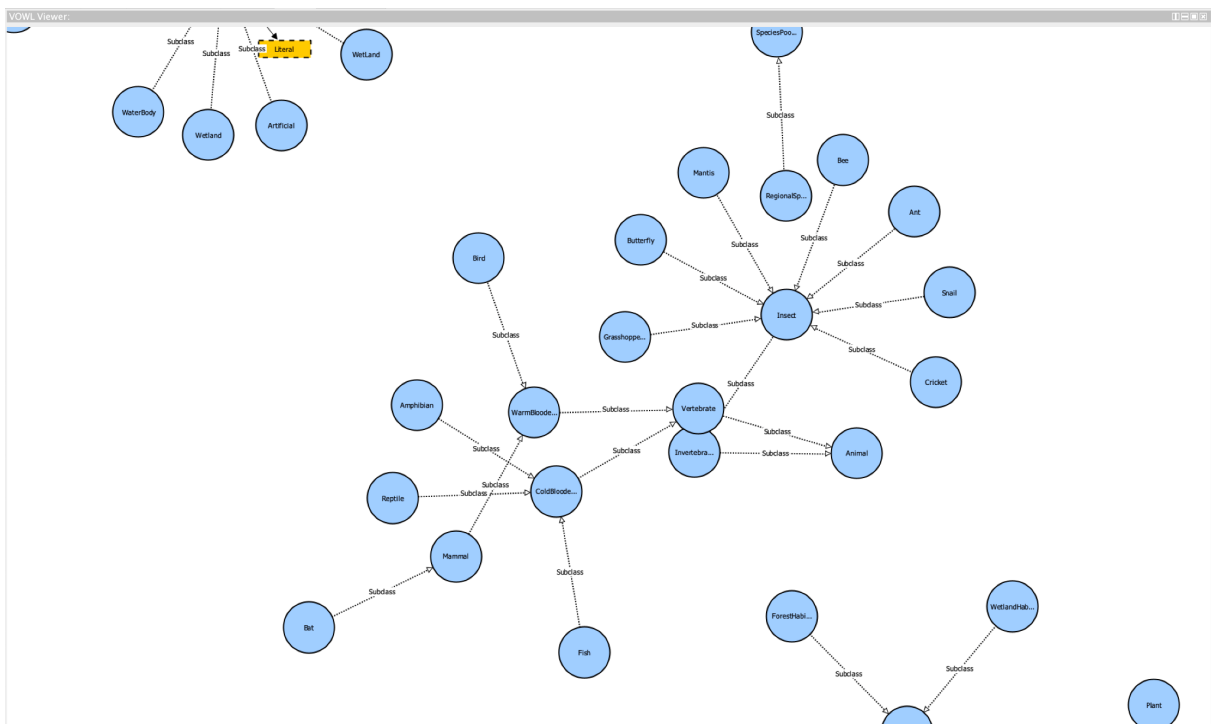 VOWL Viewer:
Subclass
Subclass
Subclass
Literal
WetLand
SpeciesPoo...
WaterBody
Wetland
Artificial
Subclass
Mantis
Bee
RegionalSp...
Ant
Butterfly
Subclass
Subclass
Bird
Subclass
Subclass
Snail
Subclass
Insect
Subclass
Subclass
Grasshoppe...
Subclass
Subclass
Cricket
Subclass
Amphibian
WarmBloode...
Subclass
Vertebrate
Subclass
Subclass
Subclass
Invertebra...
Subclass
Animal
Subclass
Reptile
Subclass
ColdBloode...
Mammal
Subclass
Subclass
Bat
Fish
ForestHabi...
WetlandHab...
Subclass
Subclass
Plant